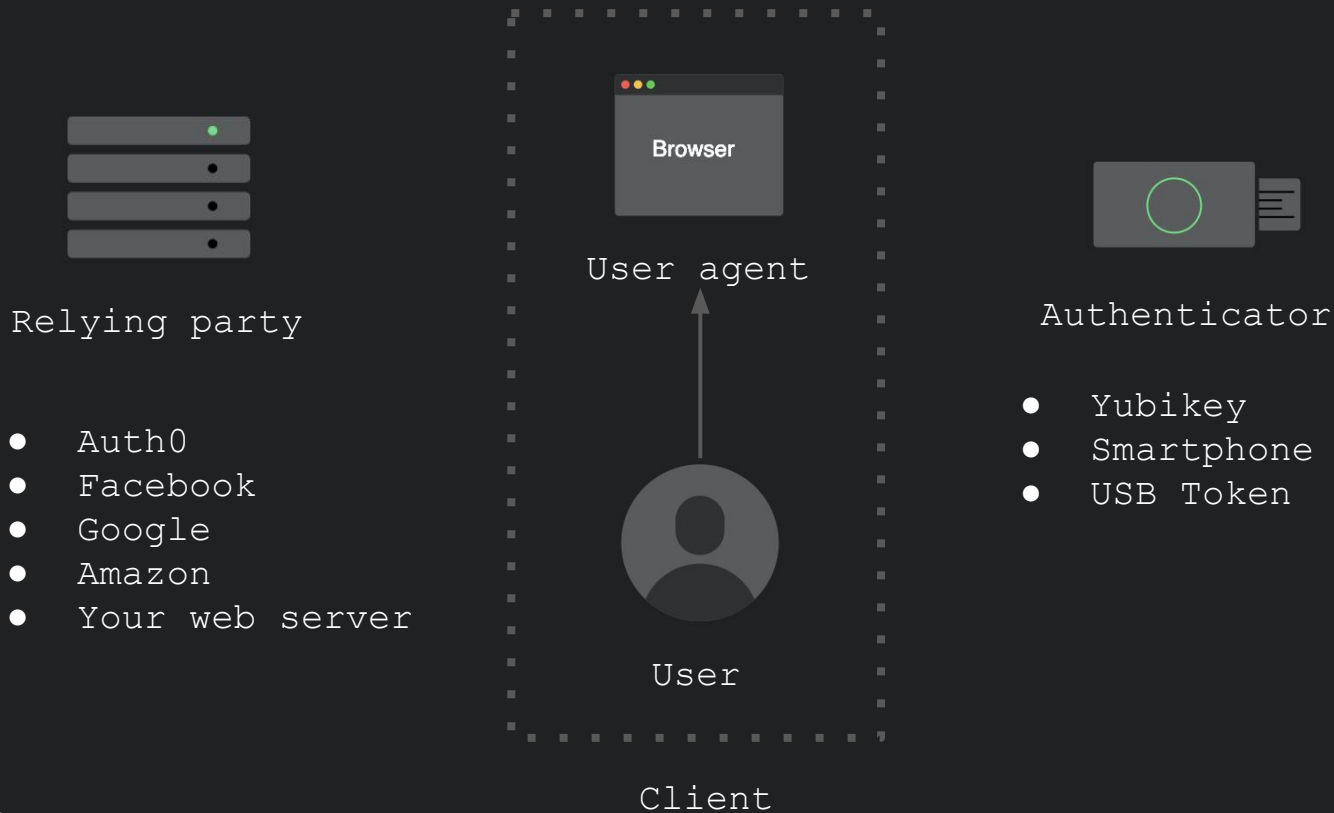 Relying party
● Auth0
● Facebook
● Google
● Amazon
● Your web server
Browser
User agent
User
Client
Authenticator
● Yubikey
● Smartphone
● USB Token